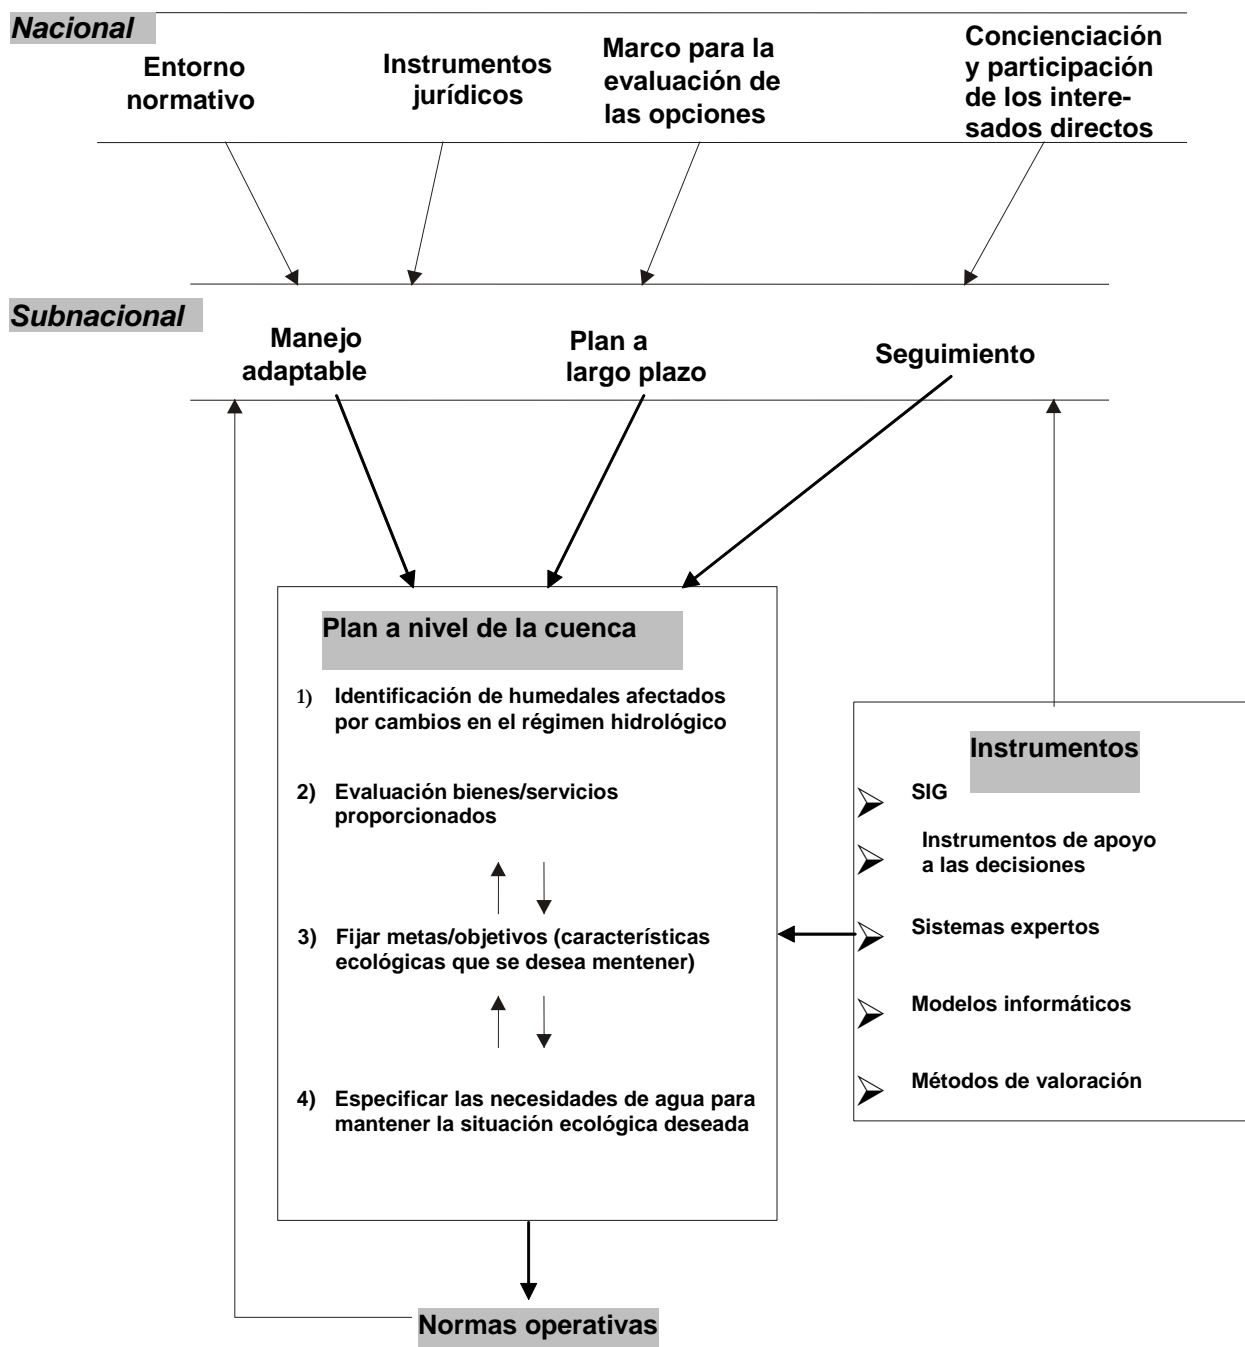 Nacional
Entorno
normativo
Instrumentos
jurídicos
Marco para la
evaluación de
las opciones
Concienciación
y participación
de los intere-
sados directos
Subnacional
Manejo
adaptable
Plan a
largo plazo
Seguimiento
Plan a nivel de la cuenca
1) Identificación de humedales afectados
por cambios en el régimen hidrológico
2) Evaluación bienes/servicios
proporcionados
3) Fijar metas/objetivos (características
ecológicas que se desea mentener)
4) Especificar las necesidades de agua para
mantener la situación ecológica deseada
Instrumentos
SIG
Instrumentos de apoyo
a las decisiones
Sistemas expertos
Modelos informáticos
Métodos de valoración
Normas operativas